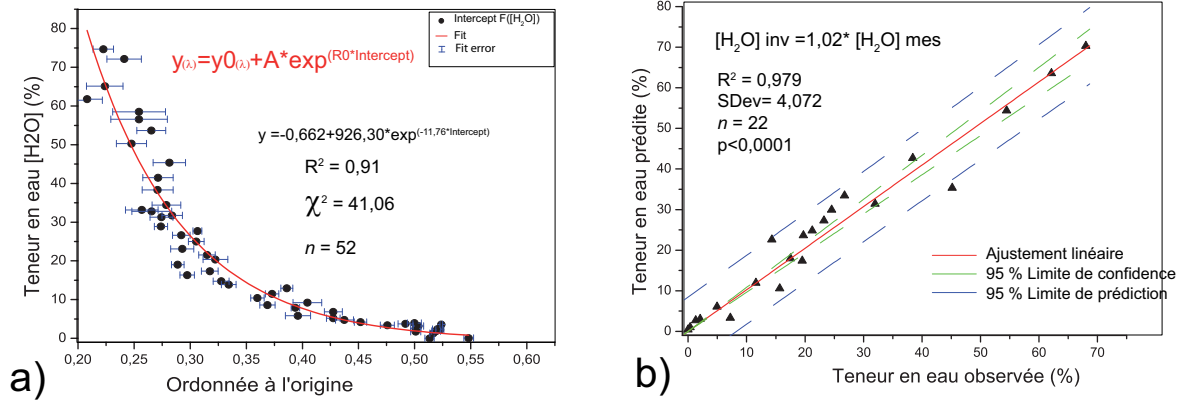 Intercept F([H2O])
Fit
Fit error
y(λ)=y0(λ)+A*exp(R0*Intercept)
y =-0,662+926,30*exp(-11,76*Intercept)
R² = 0,91
χ² = 41,06
n = 52
Teneur en eau [H2O] (%)
80
70
60
50
40
30
20
10
0
0,20 0,25 0,30 0,35 0,40 0,45 0,50 0,55 0,60
Ordonnée à l'origine
a)
[H2O] inv =1,02* [H2O] mes
R² = 0,979
SDev= 4,072
n = 22
p<0,0001
Ajustement linéaire
95 % Limite de confidence
95 % Limite de prédiction
Teneur en eau prédite (%)
80
70
60
50
40
30
20
10
0
0 10 20 30 40 50 60 70
Teneur en eau observée (%)
b)